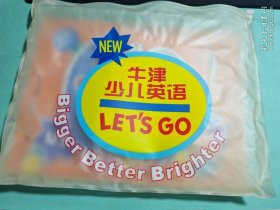 NEW
牛津
少儿英语
LET'S GO
Bigger Better Brighter